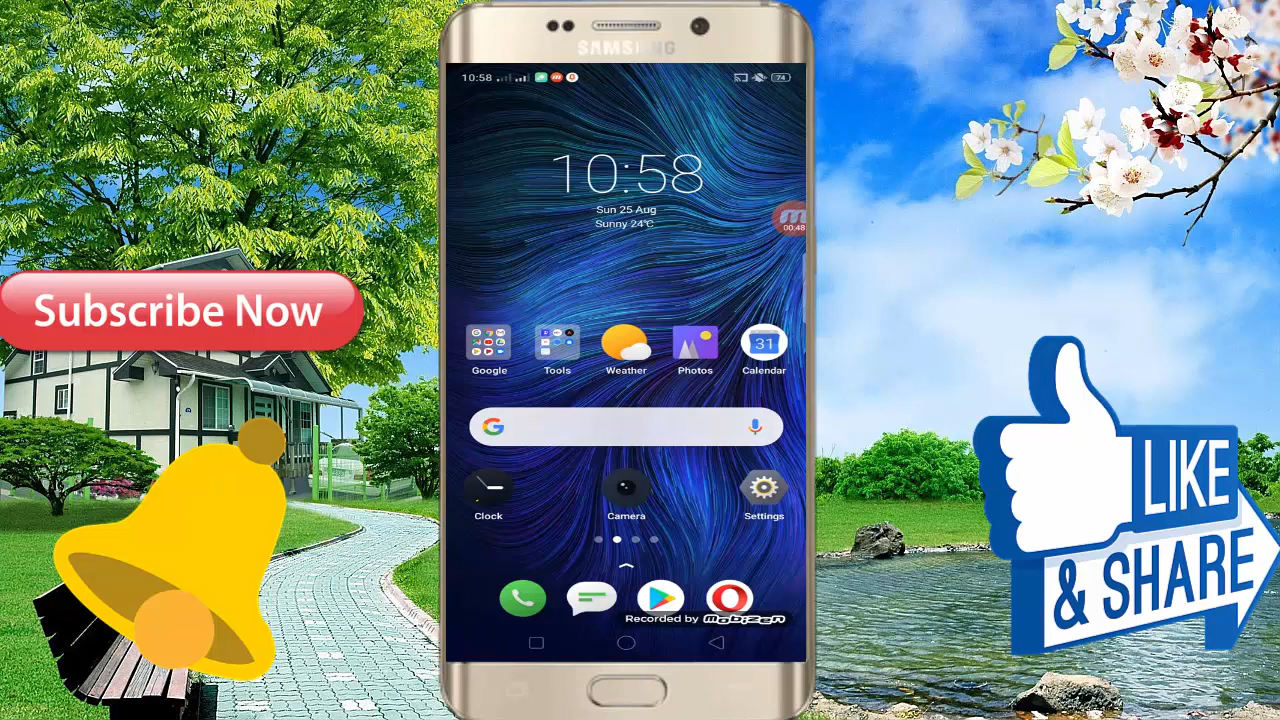 SAMSUNG
10:58
74
10:58
Sun 25 Aug
Sunny 24°C
00:48
Subscribe Now
Google
Tools
Weather
Photos
31
Calendar
G
Clock
Camera
Settings
LIKE
& SHARE
Recorded by mobizen